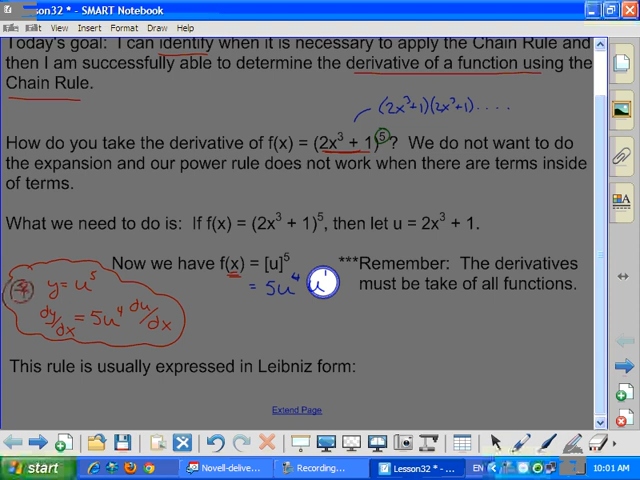 Lesson32 * - SMART Notebook
View Insert Format Draw Help
Today's goal: I can identify when it is necessary to apply the Chain Rule and
then I am successfully able to determine the derivative of a function using the
Chain Rule.
(2x³+1)(2x³+1) . . . .
How do you take the derivative of f(x) = (2x³ + 1)⁵? We do not want to do
the expansion and our power rule does not work when there are terms inside
of terms.
What we need to do is: If f(x) = (2x³ + 1)⁵, then let u = 2x³ + 1.
Now we have f(x) = [u]⁵ ***Remember: The derivatives
= 5u⁴ u' must be take of all functions.
y = u⁵
dy/dx = 5u⁴ du/dx
This rule is usually expressed in Leibniz form:
Extend Page
start Novell-delive... Recording... Lesson32 * - ... EN 10:01 AM